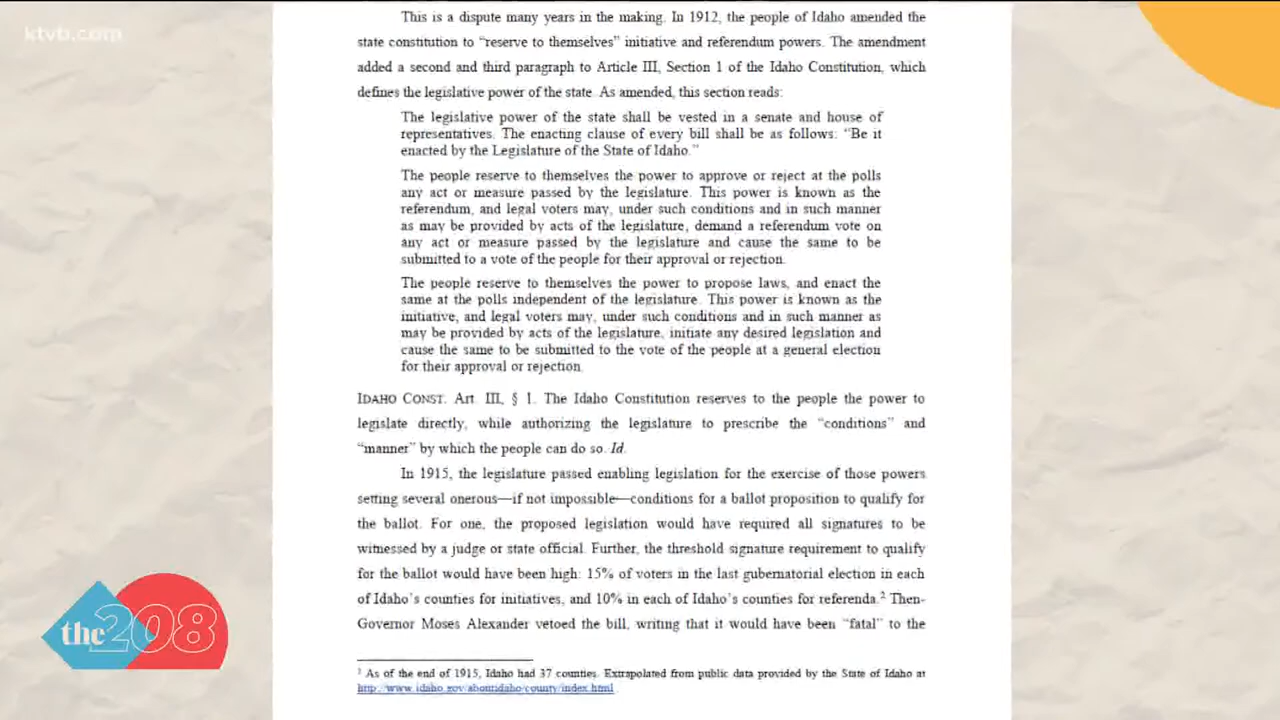 ktvb.com
This is a dispute many years in the making. In 1912, the people of Idaho amended the
state constitution to “reserve to themselves” initiative and referendum powers. The amendment
added a second and third paragraph to Article III, Section 1 of the Idaho Constitution, which
defines the legislative power of the state. As amended, this section reads:
The legislative power of the state shall be vested in a senate and house of
representatives. The enacting clause of every bill shall be as follows: “Be it
enacted by the Legislature of the State of Idaho.”
The people reserve to themselves the power to approve or reject at the polls
any act or measure passed by the legislature. This power is known as the
referendum, and legal voters may, under such conditions and in such manner
as may be provided by acts of the legislature, demand a referendum vote on
any act or measure passed by the legislature and cause the same to be
submitted to a vote of the people for their approval or rejection.
The people reserve to themselves the power to propose laws, and enact the
same at the polls independent of the legislature. This power is known as the
initiative, and legal voters may, under such conditions and in such manner as
may be provided by acts of the legislature, initiate any desired legislation and
cause the same to be submitted to the vote of the people at a general election
for their approval or rejection.
IDAHO CONST. Art. III, § 1. The Idaho Constitution reserves to the people the power to
legislate directly, while authorizing the legislature to prescribe the “conditions” and
“manner” by which the people can do so. Id.
In 1915, the legislature passed enabling legislation for the exercise of those powers
setting several onerous—if not impossible—conditions for a ballot proposition to qualify for
the ballot. For one, the proposed legislation would have required all signatures to be
witnessed by a judge or state official. Further, the threshold signature requirement to qualify
for the ballot would have been high: 15% of voters in the last gubernatorial election in each
of Idaho’s counties for initiatives, and 10% in each of Idaho’s counties for referenda.² Then-
Governor Moses Alexander vetoed the bill, writing that it would have been “fatal” to the
² As of the end of 1915, Idaho had 37 counties. Extrapolated from public data provided by the State of Idaho at
http://www.idaho.gov/aboutidaho/county/index.html
the 208